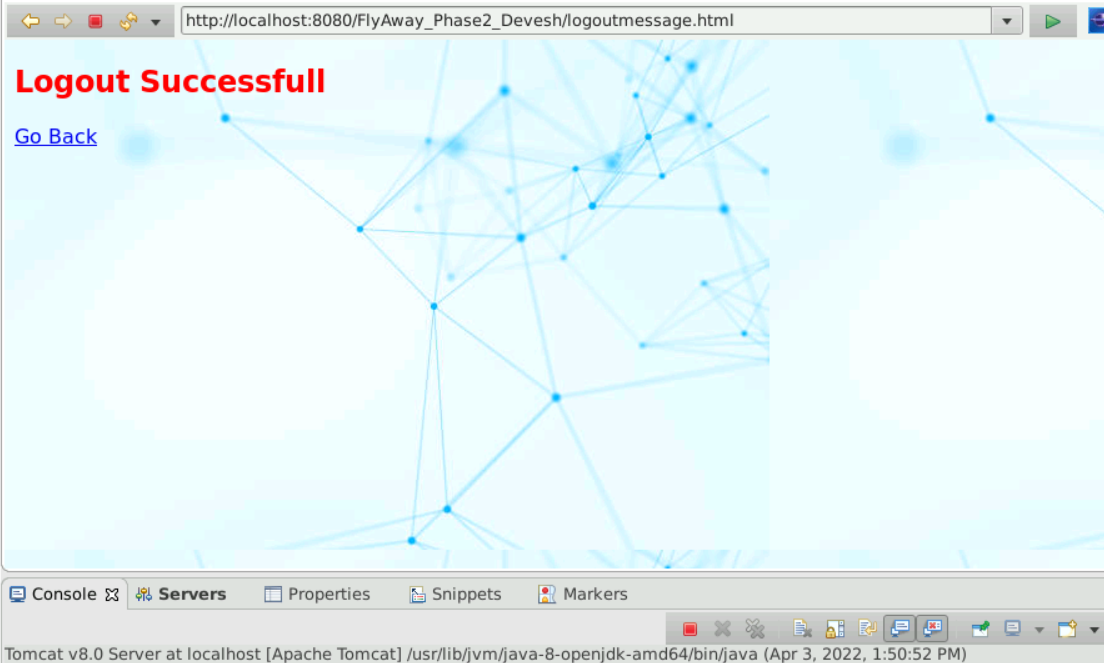 http://localhost:8080/FlyAway_Phase2_Devesh/logoutmessage.html
Logout Successfull
Go Back
Console Servers Properties Snippets Markers
Tomcat v8.0 Server at localhost [Apache Tomcat] /usr/lib/jvm/java-8-openjdk-amd64/bin/java (Apr 3, 2022, 1:50:52 PM)